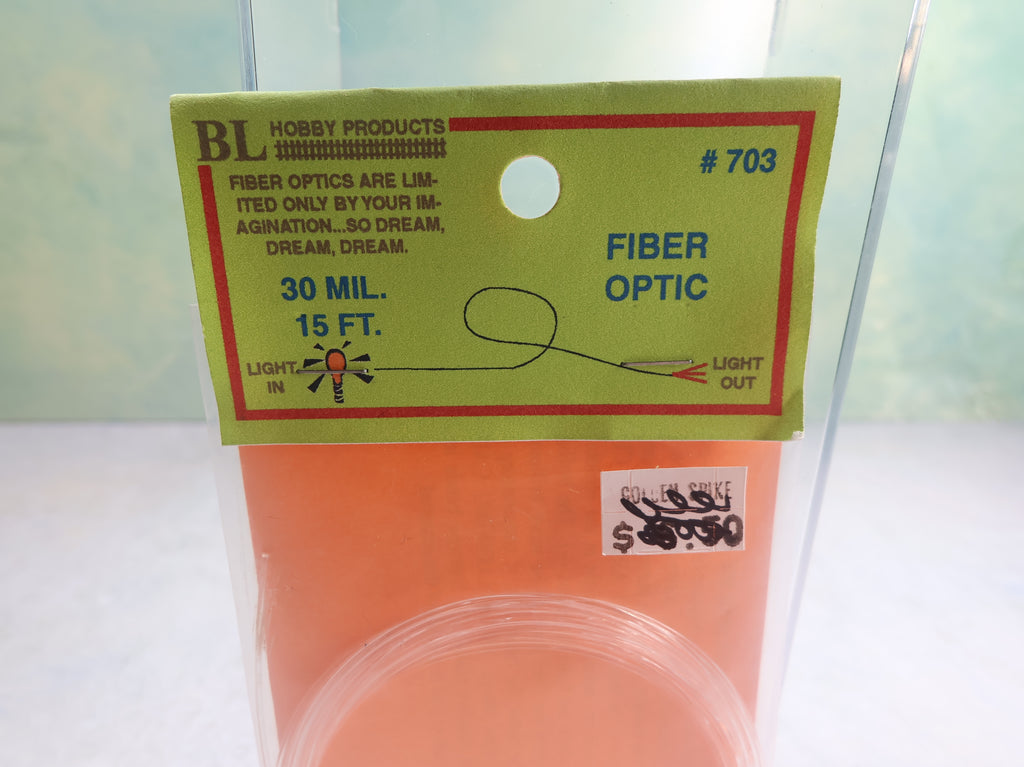 BL HOBBY PRODUCTS
# 703
FIBER OPTICS ARE LIM-
ITED ONLY BY YOUR IM-
AGINATION...SO DREAM,
DREAM, DREAM.
30 MIL.
15 FT.
FIBER
OPTIC
LIGHT
IN
LIGHT
OUT
GOLDEN SPIKE
$